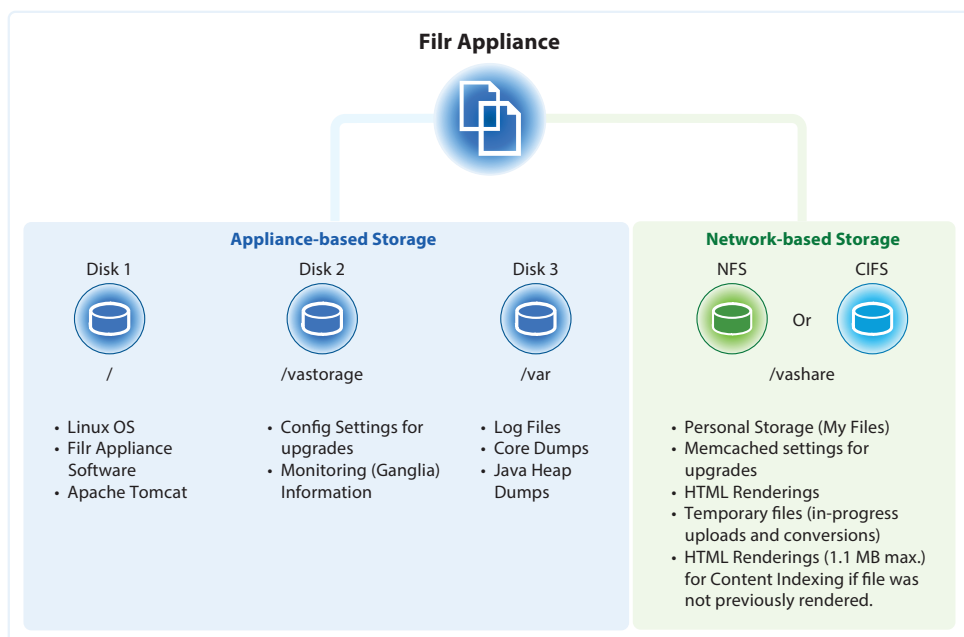 Filr Appliance
Appliance-based Storage
Disk 1
/
• Linux OS
• Filr Appliance
Software
• Apache Tomcat
Disk 2
/vastorage
• Config Settings for
upgrades
• Monitoring (Ganglia)
Information
Disk 3
/var
• Log Files
• Core Dumps
• Java Heap
Dumps
Network-based Storage
NFS
Or
CIFS
/vashare
• Personal Storage (My Files)
• Memcached settings for
upgrades
• HTML Renderings
• Temporary files (in-progress
uploads and conversions)
• HTML Renderings (1.1 MB max.)
for Content Indexing if file was
not previously rendered.